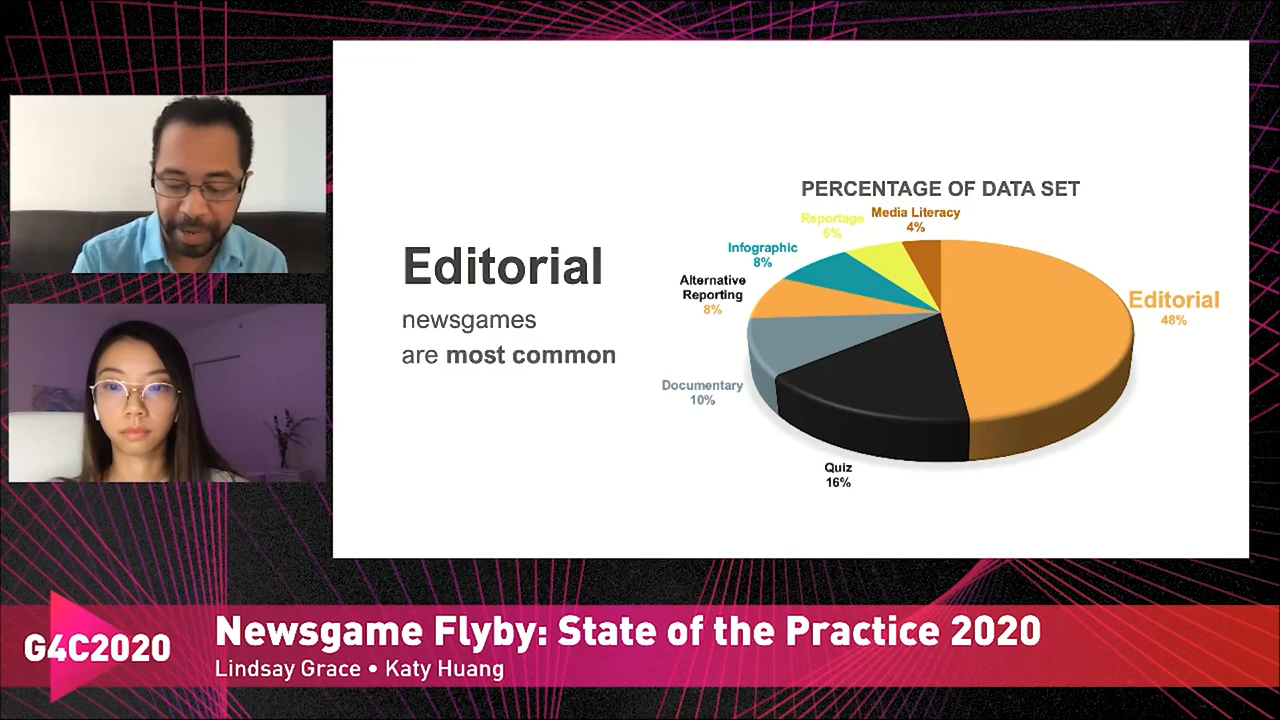 Editorial
newsgames
are most common
PERCENTAGE OF DATA SET
Reportage
6%
Media Literacy
4%
Infographic
8%
Alternative
Reporting
8%
Editorial
48%
Documentary
10%
Quiz
16%
G4C2020
Newsgame Flyby: State of the Practice 2020
Lindsay Grace • Katy Huang